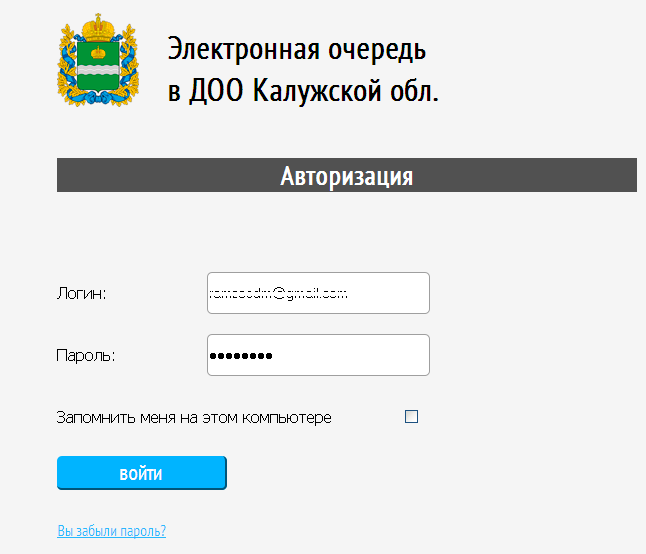 Электронная очередь
в ДОО Калужской обл.
Авторизация
Логин:
Пароль:
Запомнить меня на этом компьютере
войти
Вы забыли пароль?